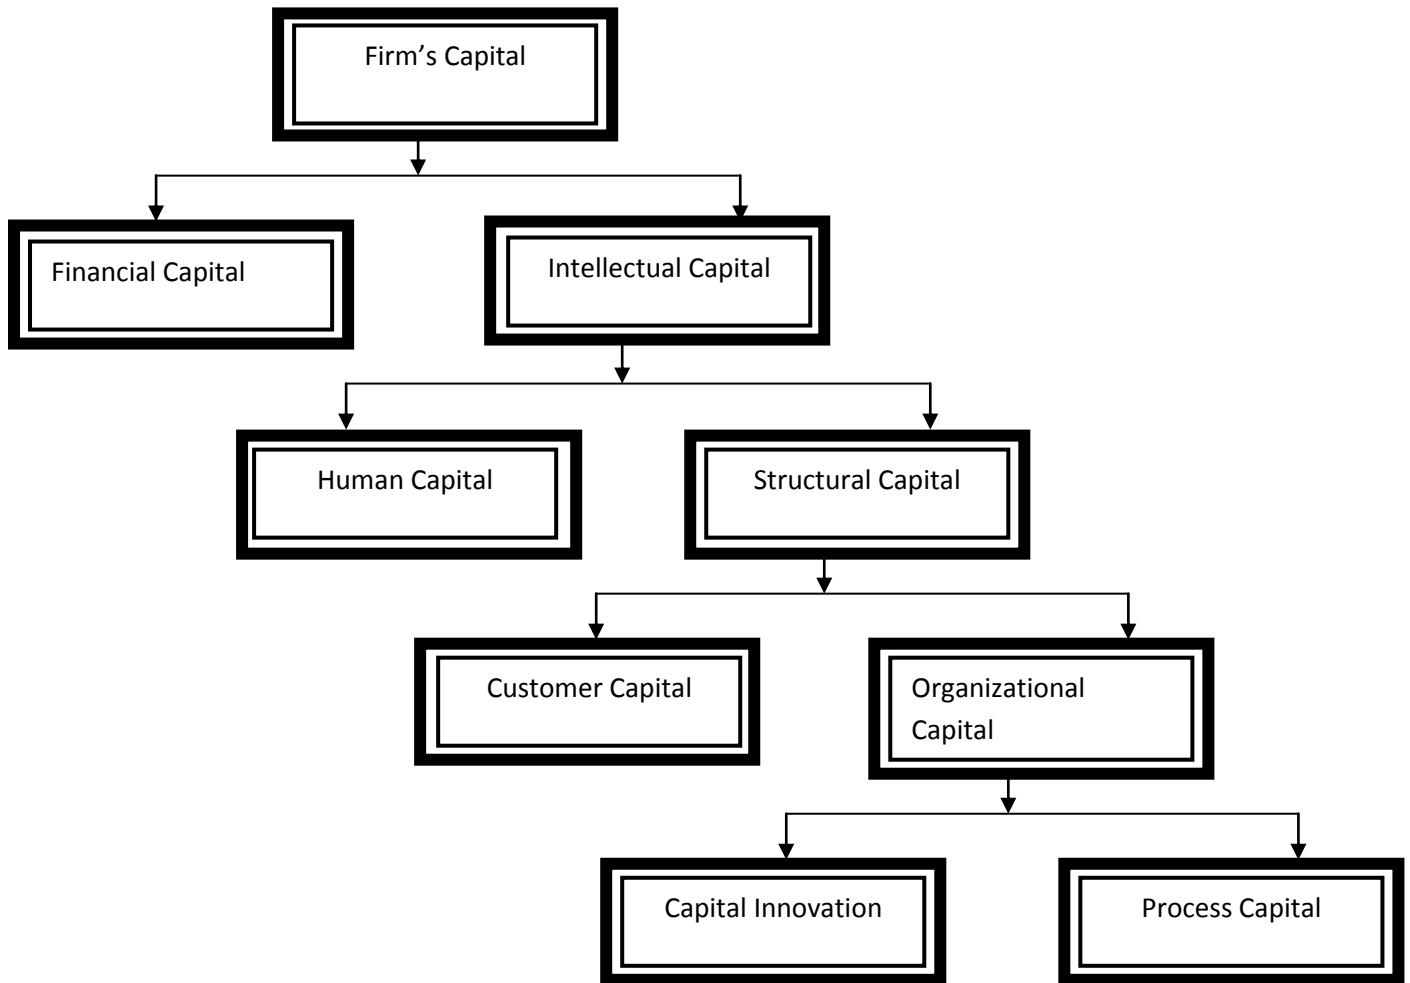 Firm’s Capital
Financial Capital
Intellectual Capital
Human Capital
Structural Capital
Customer Capital
Organizational
Capital
Capital Innovation
Process Capital